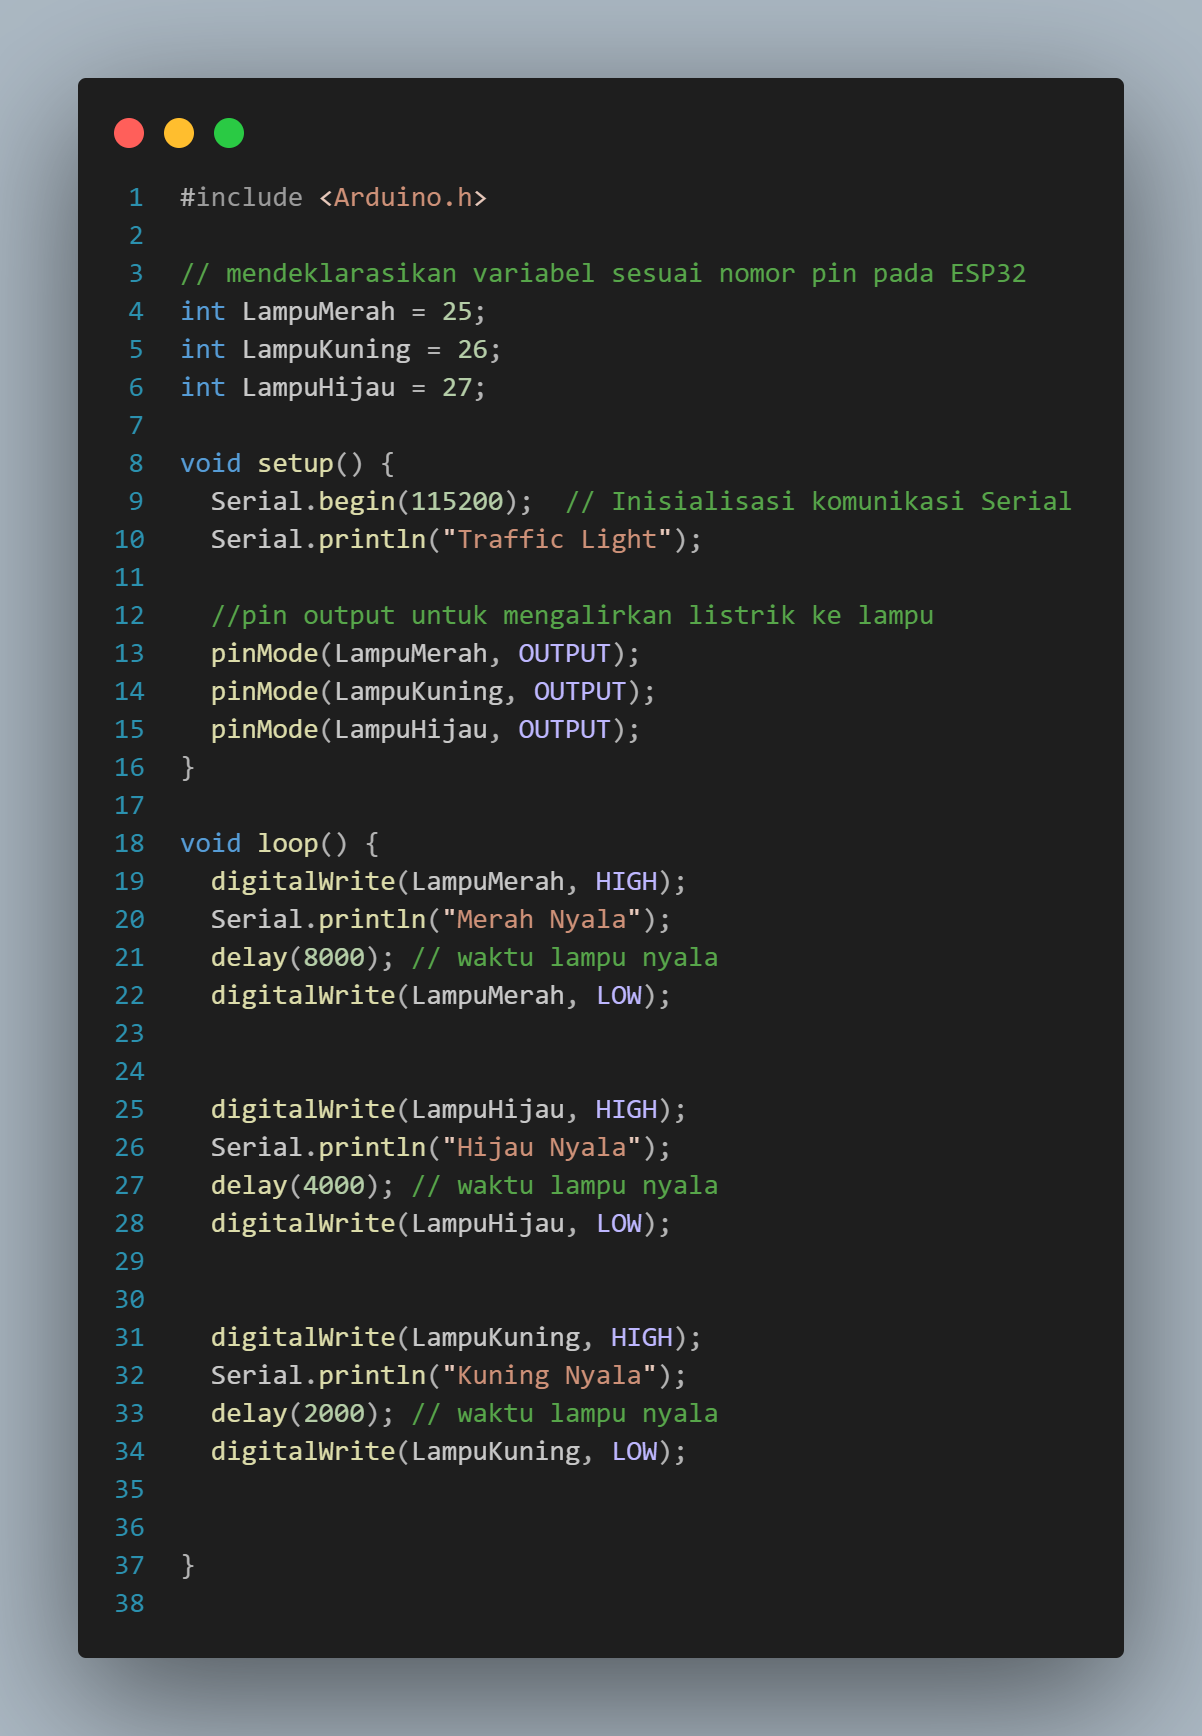 1 #include <Arduino.h>
2
3 // mendeklarasikan variabel sesuai nomor pin pada ESP32
4 int LampuMerah = 25;
5 int LampuKuning = 26;
6 int LampuHijau = 27;
7
8 void setup() {
9   Serial.begin(115200);  // Inisialisasi komunikasi Serial
10   Serial.println("Traffic Light");
11
12   //pin output untuk mengalirkan listrik ke lampu
13   pinMode(LampuMerah, OUTPUT);
14   pinMode(LampuKuning, OUTPUT);
15   pinMode(LampuHijau, OUTPUT);
16 }
17
18 void loop() {
19   digitalWrite(LampuMerah, HIGH);
20   Serial.println("Merah Nyala");
21   delay(8000); // waktu lampu nyala
22   digitalWrite(LampuMerah, LOW);
23
24
25   digitalWrite(LampuHijau, HIGH);
26   Serial.println("Hijau Nyala");
27   delay(4000); // waktu lampu nyala
28   digitalWrite(LampuHijau, LOW);
29
30
31   digitalWrite(LampuKuning, HIGH);
32   Serial.println("Kuning Nyala");
33   delay(2000); // waktu lampu nyala
34   digitalWrite(LampuKuning, LOW);
35
36
37 }
38